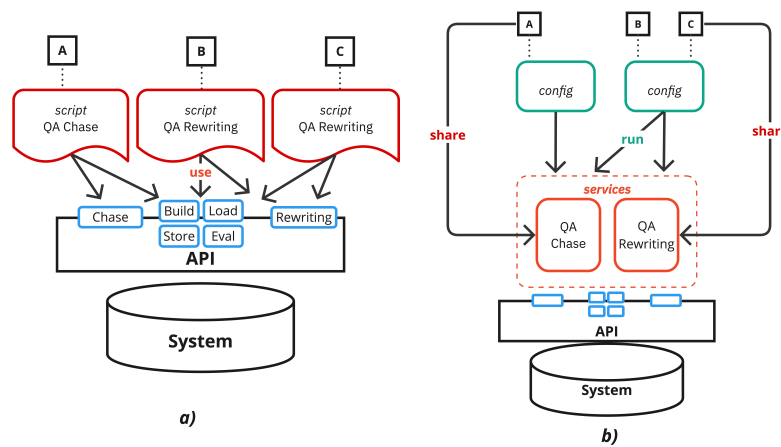 A
B
C
script
QA Chase
script
QA Rewriting
script
QA Rewriting
use
Chase
Build
Load
Rewriting
Store
Eval
API
System
a)
A
B
C
config
config
share
run
shar
services
QA
Chase
QA
Rewriting
API
System
b)